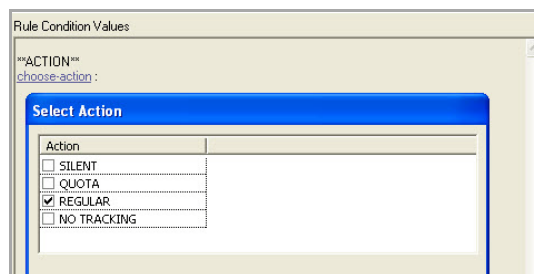 Rule Condition Values
**ACTION**
choose-action :
Select Action
Action
SILENT
QUOTA
REGULAR
NO TRACKING